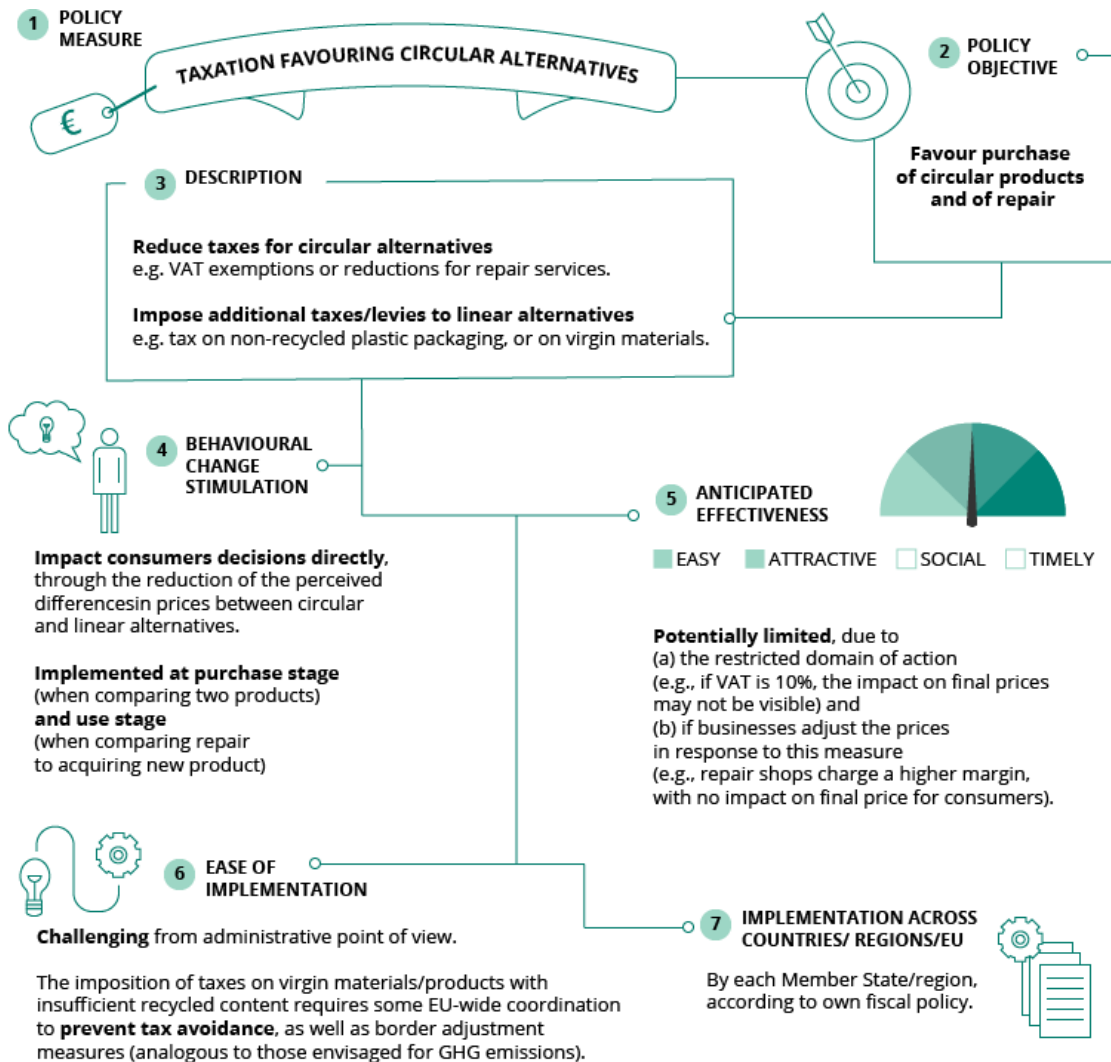 1 POLICY
MEASURE
TAXATION FAVOURING CIRCULAR ALTERNATIVES
€
2 POLICY
OBJECTIVE
Favour purchase
of circular products
and of repair
3 DESCRIPTION
Reduce taxes for circular alternatives
e.g. VAT exemptions or reductions for repair services.
Impose additional taxes/levies to linear alternatives
e.g. tax on non-recycled plastic packaging, or on virgin materials.
4 BEHAVIOURAL
CHANGE
STIMULATION
Impact consumers decisions directly,
through the reduction of the perceived
differencesin prices between circular
and linear alternatives.
Implemented at purchase stage
(when comparing two products)
and use stage
(when comparing repair
to acquiring new product)
5 ANTICIPATED
EFFECTIVENESS
EASY ATTRACTIVE SOCIAL TIMELY
Potentially limited, due to
(a) the restricted domain of action
(e.g., if VAT is 10%, the impact on final prices
may not be visible) and
(b) if businesses adjust the prices
in response to this measure
(e.g., repair shops charge a higher margin,
with no impact on final price for consumers).
6 EASE OF
IMPLEMENTATION
Challenging from administrative point of view.
The imposition of taxes on virgin materials/products with
insufficient recycled content requires some EU-wide coordination
to prevent tax avoidance, as well as border adjustment
measures (analogous to those envisaged for GHG emissions).
7 IMPLEMENTATION ACROSS
COUNTRIES/ REGIONS/EU
By each Member State/region,
according to own fiscal policy.